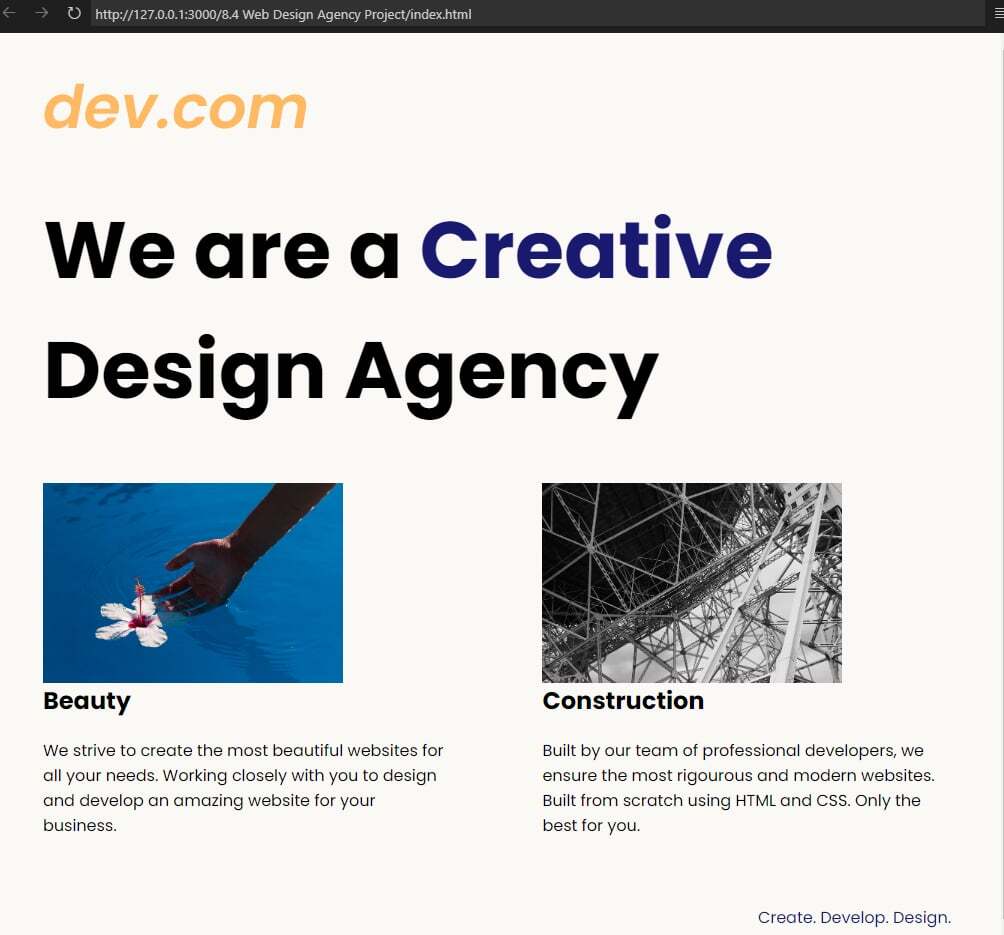 http://127.0.0.1:3000/8.4 Web Design Agency Project/index.html
dev.com
We are a Creative
Design Agency
Beauty
We strive to create the most beautiful websites for
all your needs. Working closely with you to design
and develop an amazing website for your
business.
Construction
Built by our team of professional developers, we
ensure the most rigourous and modern websites.
Built from scratch using HTML and CSS. Only the
best for you.
Create. Develop. Design.